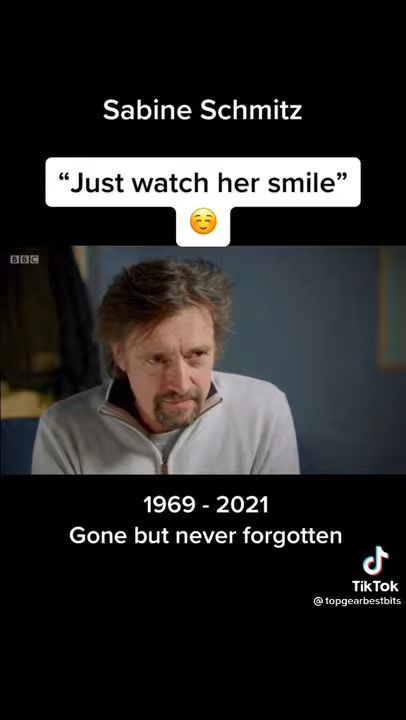 Sabine Schmitz
“Just watch her smile”
☺️
BBC
1969 - 2021
Gone but never forgotten
TikTok
@ topgearbestbits